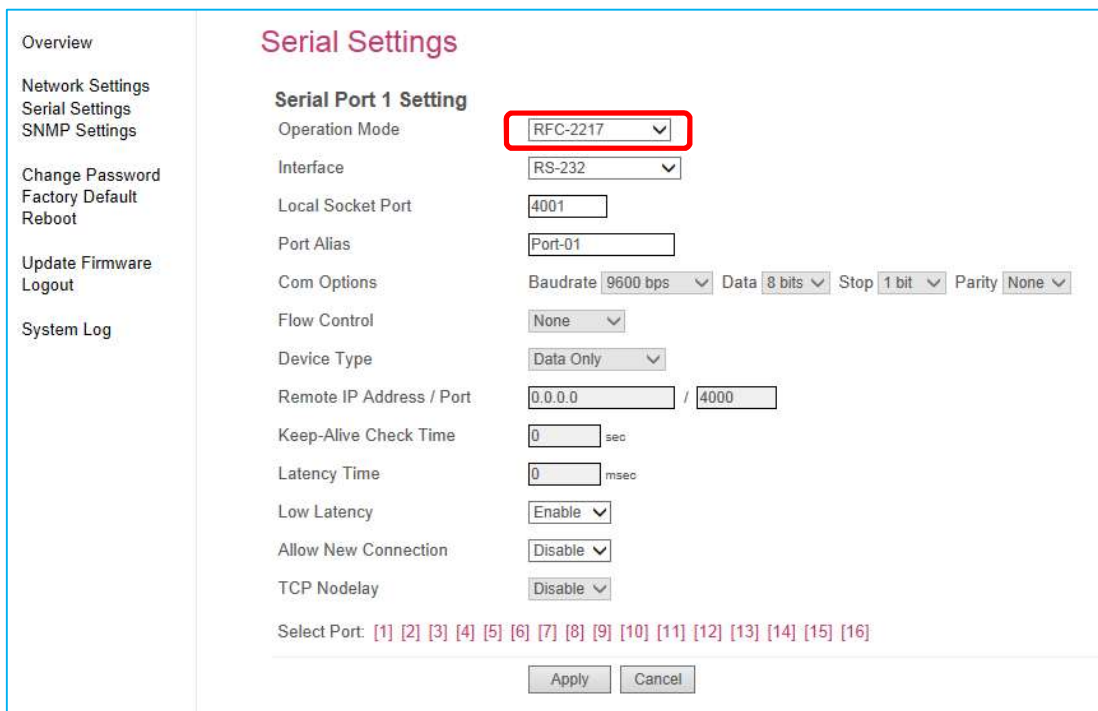 Overview
Network Settings
Serial Settings
SNMP Settings
Change Password
Factory Default
Reboot
Update Firmware
Logout
System Log
Serial Settings
Serial Port 1 Setting
Operation Mode RFC-2217
Interface RS-232
Local Socket Port 4001
Port Alias Port-01
Com Options Baudrate 9600 bps Data 8 bits Stop 1 bit Parity None
Flow Control None
Device Type Data Only
Remote IP Address / Port 0.0.0.0 / 4000
Keep-Alive Check Time 0 sec
Latency Time 0 msec
Low Latency Enable
Allow New Connection Disable
TCP Nodelay Disable
Select Port: [1] [2] [3] [4] [5] [6] [7] [8] [9] [10] [11] [12] [13] [14] [15] [16]
Apply Cancel